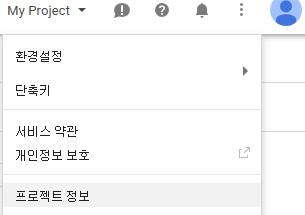 My Project
환경설정
단축키
서비스 약관
개인정보 보호
프로젝트 정보